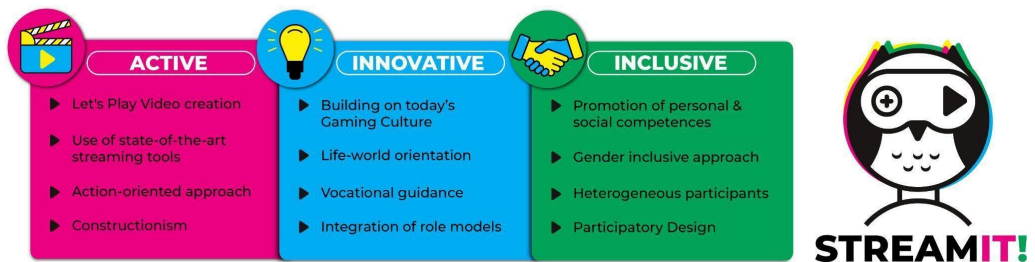 ACTIVE
Let's Play Video creation
Use of state-of-the-art
streaming tools
Action-oriented approach
Constructionism
INNOVATIVE
Building on today's
Gaming Culture
Life-world orientation
Vocational guidance
Integration of role models
INCLUSIVE
Promotion of personal &
social competences
Gender inclusive approach
Heterogeneous participants
Participatory Design
STREAMIT!